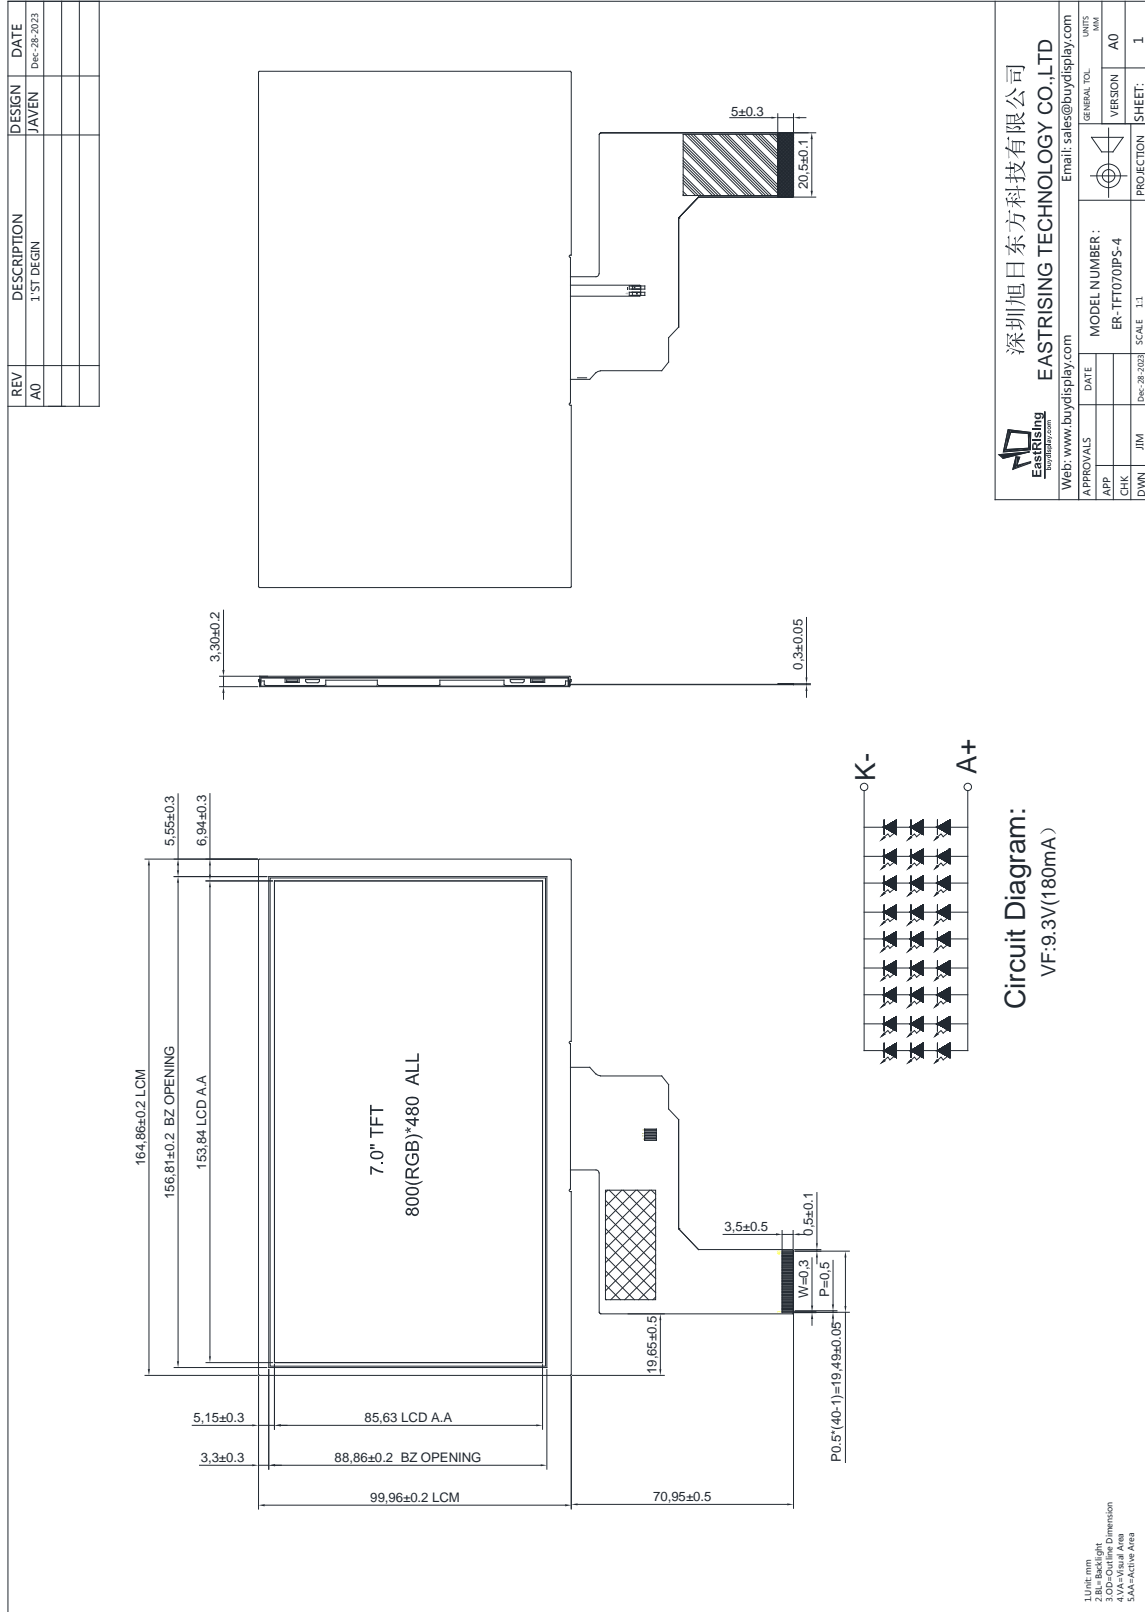 REV DESCRIPTION DESIGN DATE
A0 1'ST DEGIN JAVEN Dec-28-2023
164,86±0.2 LCM
156,81±0.2 BZ OPENING
153,84 LCD A.A
5,55±0.3
6,94±0.3
5,15±0.3
85,63 LCD A.A
3,3±0.3
88,86±0.2 BZ OPENING
99,96±0.2 LCM
70,95±0.5
7.0" TFT
800(RGB)*480 ALL
19,65±0.5
3,5±0.5
0,5±0.1
W=0,3
P=0,5
P0.5*(40-1)=19,49±0.05
3,30±0.2
0,3±0.05
5±0.3
20,5±0.1
K-
A+
Circuit Diagram:
VF:9.3V(180mA)
1.Unit: mm
2.BL=Backlight
3.OD=Outline Dimension
4.VA=Visual Area
5.AA=Active Area
EastRising
buydisplay.com
深圳旭日东方科技有限公司
EASTRISING TECHNOLOGY CO.,LTD
Web: www.buydisplay.com Email: sales@buydisplay.com
APPROVALS DATE
APP
CHK
DWN JIM Dec-28-2023
MODEL NUMBER :
ER-TFT070IPS-4
SCALE 1:1
PROJECTION
GENERAL TOL. UNITS
MM
VERSION A0
SHEET: 1